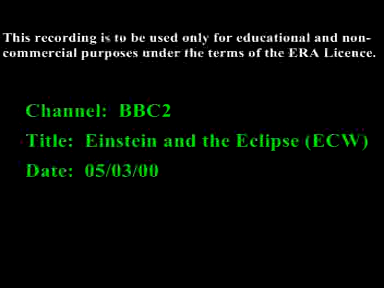 This recording is to be used only for educational and non-
commercial purposes under the terms of the ERA Licence.
Channel: BBC2
Title: Einstein and the Eclipse (ECW)
Date: 05/03/00